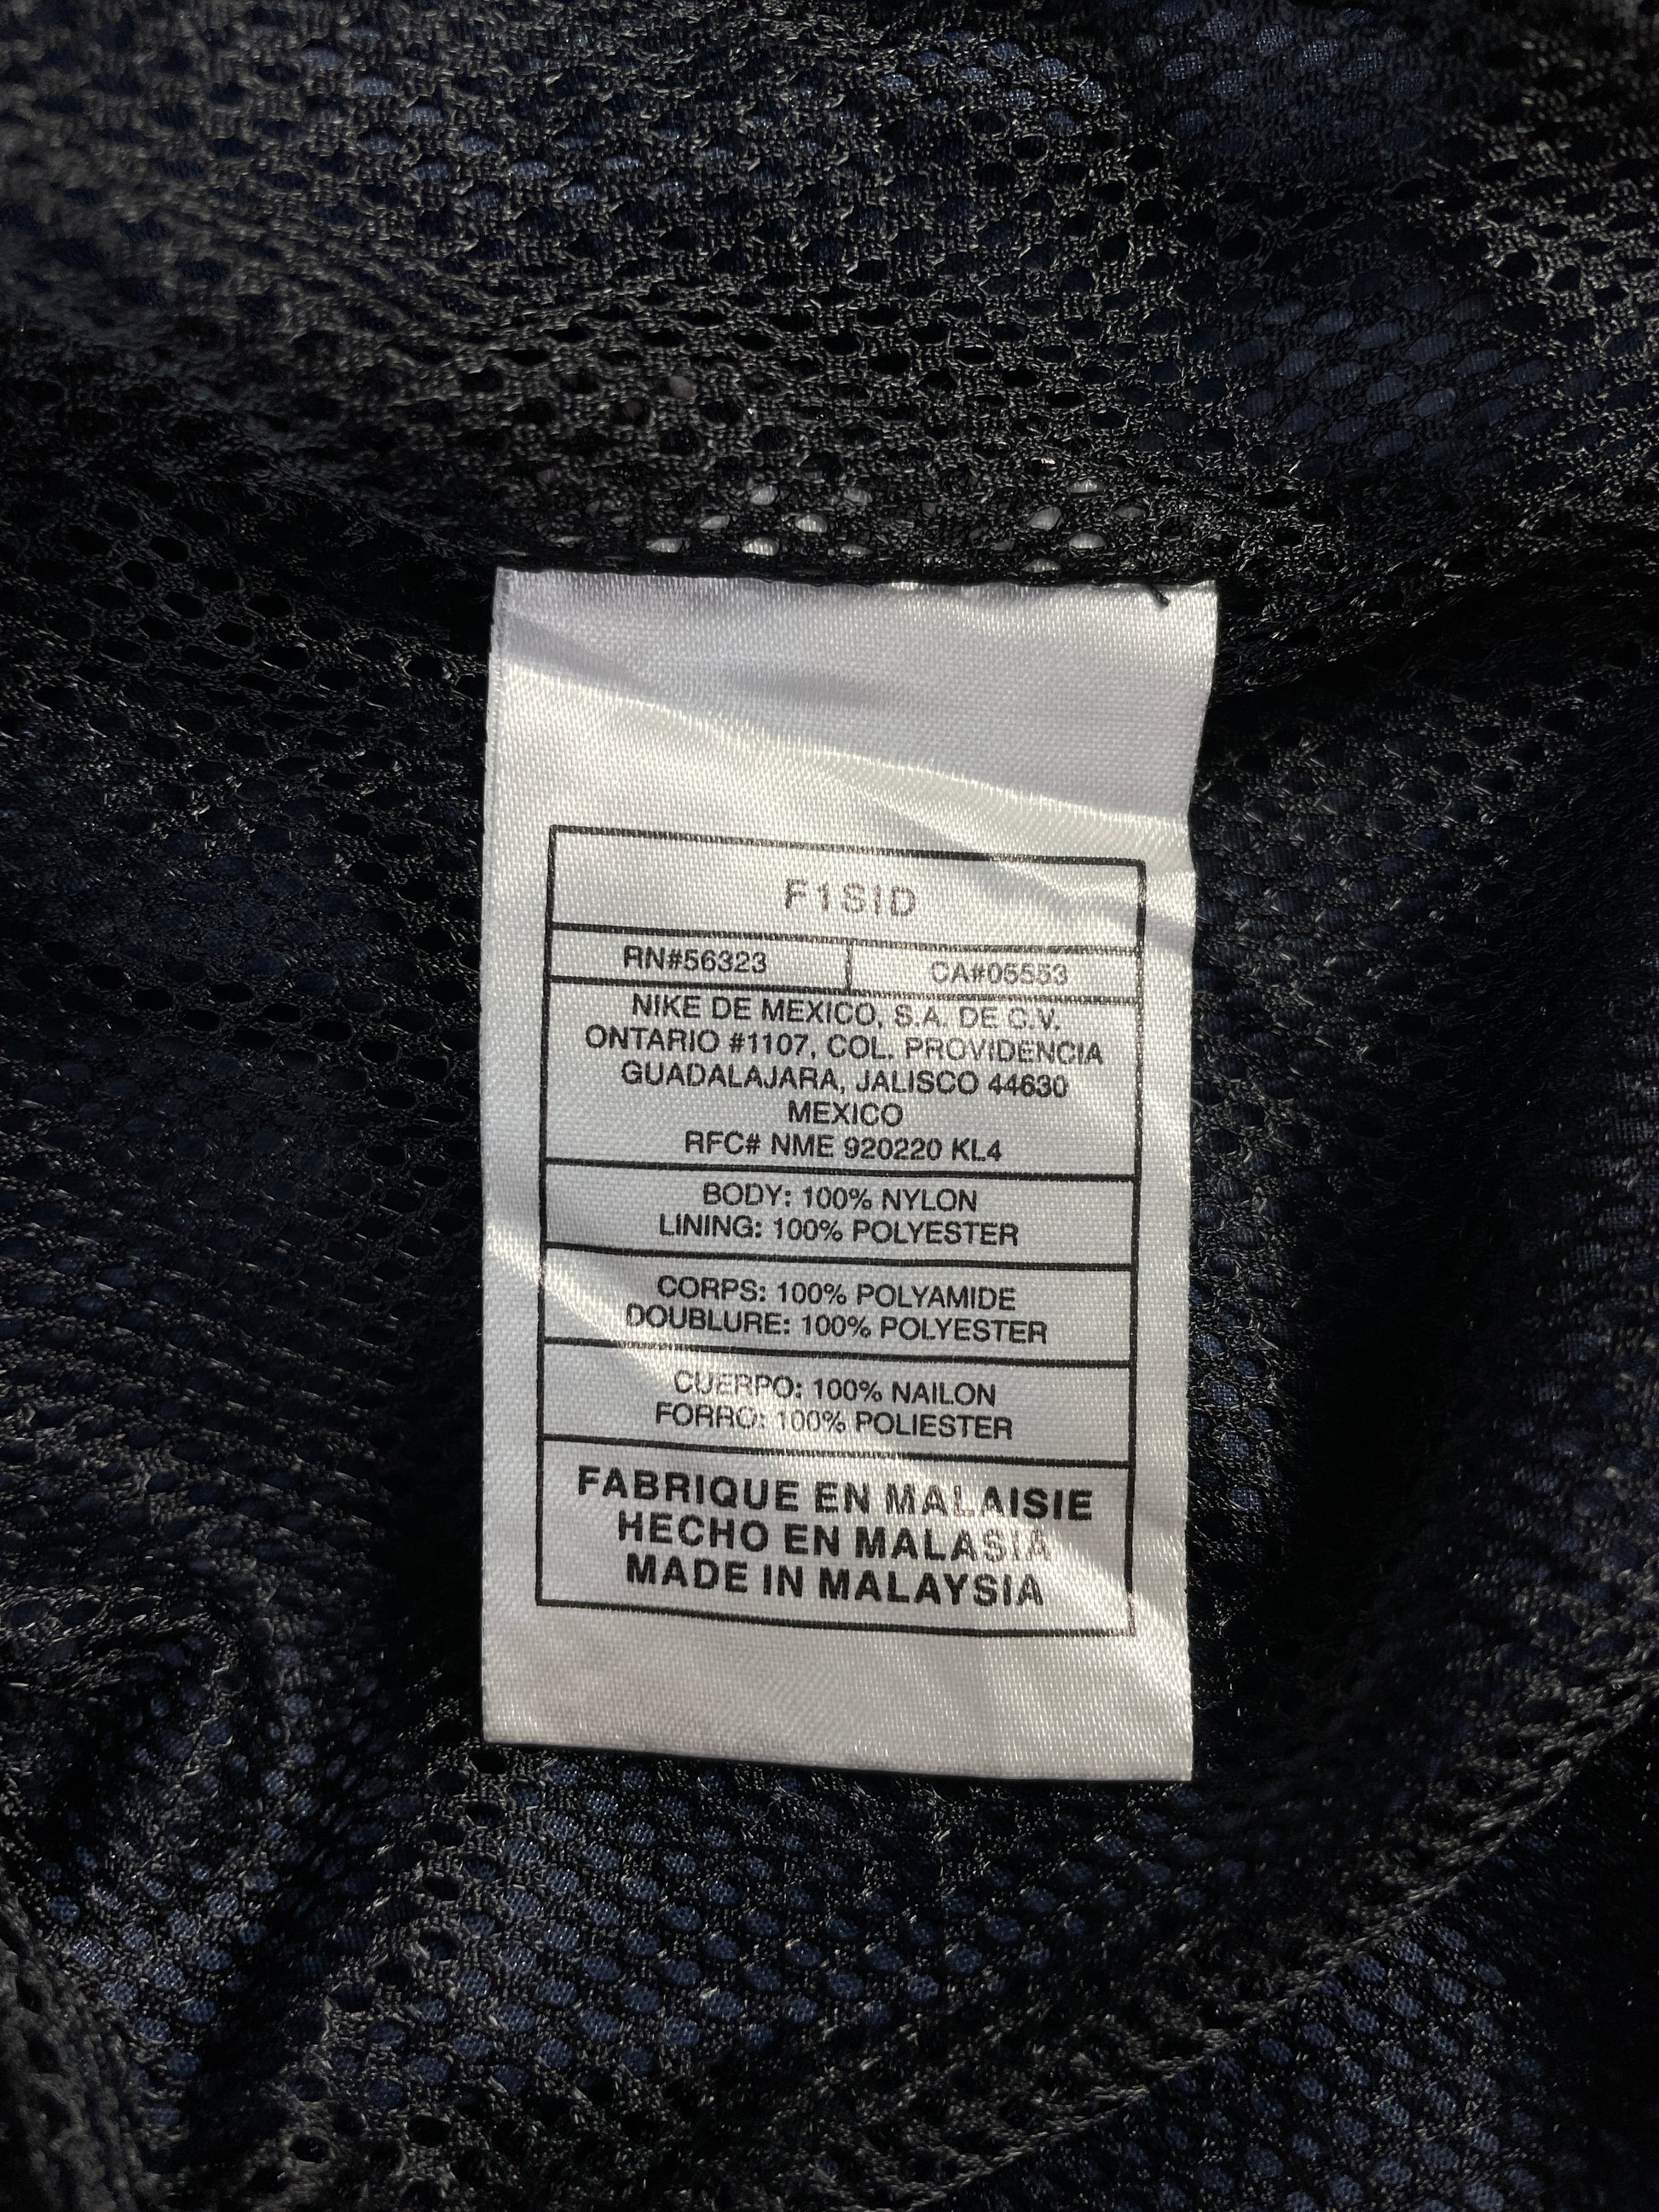 F1SID
RN#56323 CA#05553
NIKE DE MEXICO, S.A. DE C.V.
ONTARIO #1107, COL. PROVIDENCIA
GUADALAJARA, JALISCO 44630
MEXICO
RFC# NME 920220 KL4
BODY: 100% NYLON
LINING: 100% POLYESTER
CORPS: 100% POLYAMIDE
DOUBLURE: 100% POLYESTER
CUERPO: 100% NAILON
FORRO: 100% POLIESTER
FABRIQUE EN MALAISIE
HECHO EN MALASIA
MADE IN MALAYSIA